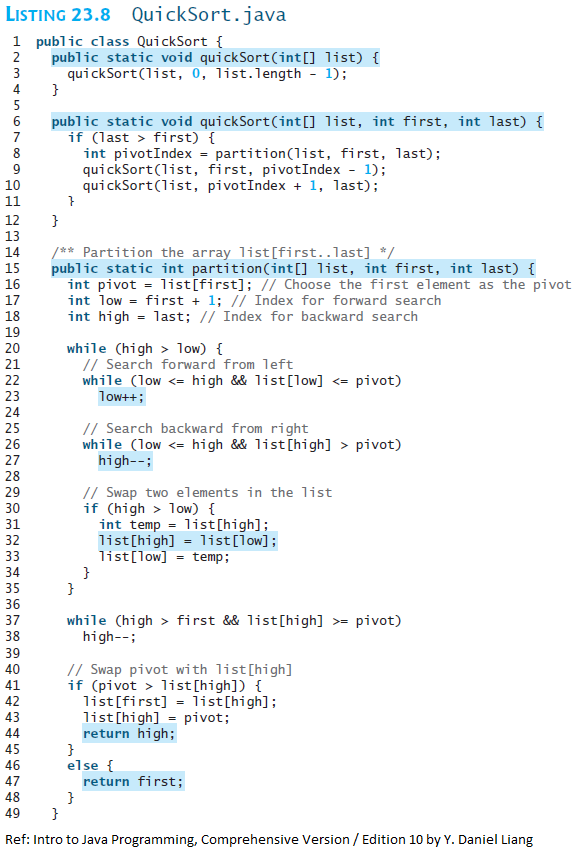 LISTING 23.8 QuickSort.java
1 public class QuickSort {
2   public static void quickSort(int[] list) {
3     quickSort(list, 0, list.length - 1);
4   }
5
6   public static void quickSort(int[] list, int first, int last) {
7     if (last > first) {
8       int pivotIndex = partition(list, first, last);
9       quickSort(list, first, pivotIndex - 1);
10       quickSort(list, pivotIndex + 1, last);
11     }
12   }
13
14   /** Partition the array list[first..last] */
15   public static int partition(int[] list, int first, int last) {
16     int pivot = list[first]; // Choose the first element as the pivot
17     int low = first + 1; // Index for forward search
18     int high = last; // Index for backward search
19
20     while (high > low) {
21       // Search forward from left
22       while (low <= high && list[low] <= pivot)
23         low++;
24
25       // Search backward from right
26       while (low <= high && list[high] > pivot)
27         high--;
28
29       // Swap two elements in the list
30       if (high > low) {
31         int temp = list[high];
32         list[high] = list[low];
33         list[low] = temp;
34       }
35     }
36
37     while (high > first && list[high] >= pivot)
38       high--;
39
40     // Swap pivot with list[high]
41     if (pivot > list[high]) {
42       list[first] = list[high];
43       list[high] = pivot;
44       return high;
45     }
46     else {
47       return first;
48     }
49   }
Ref: Intro to Java Programming, Comprehensive Version / Edition 10 by Y. Daniel Liang